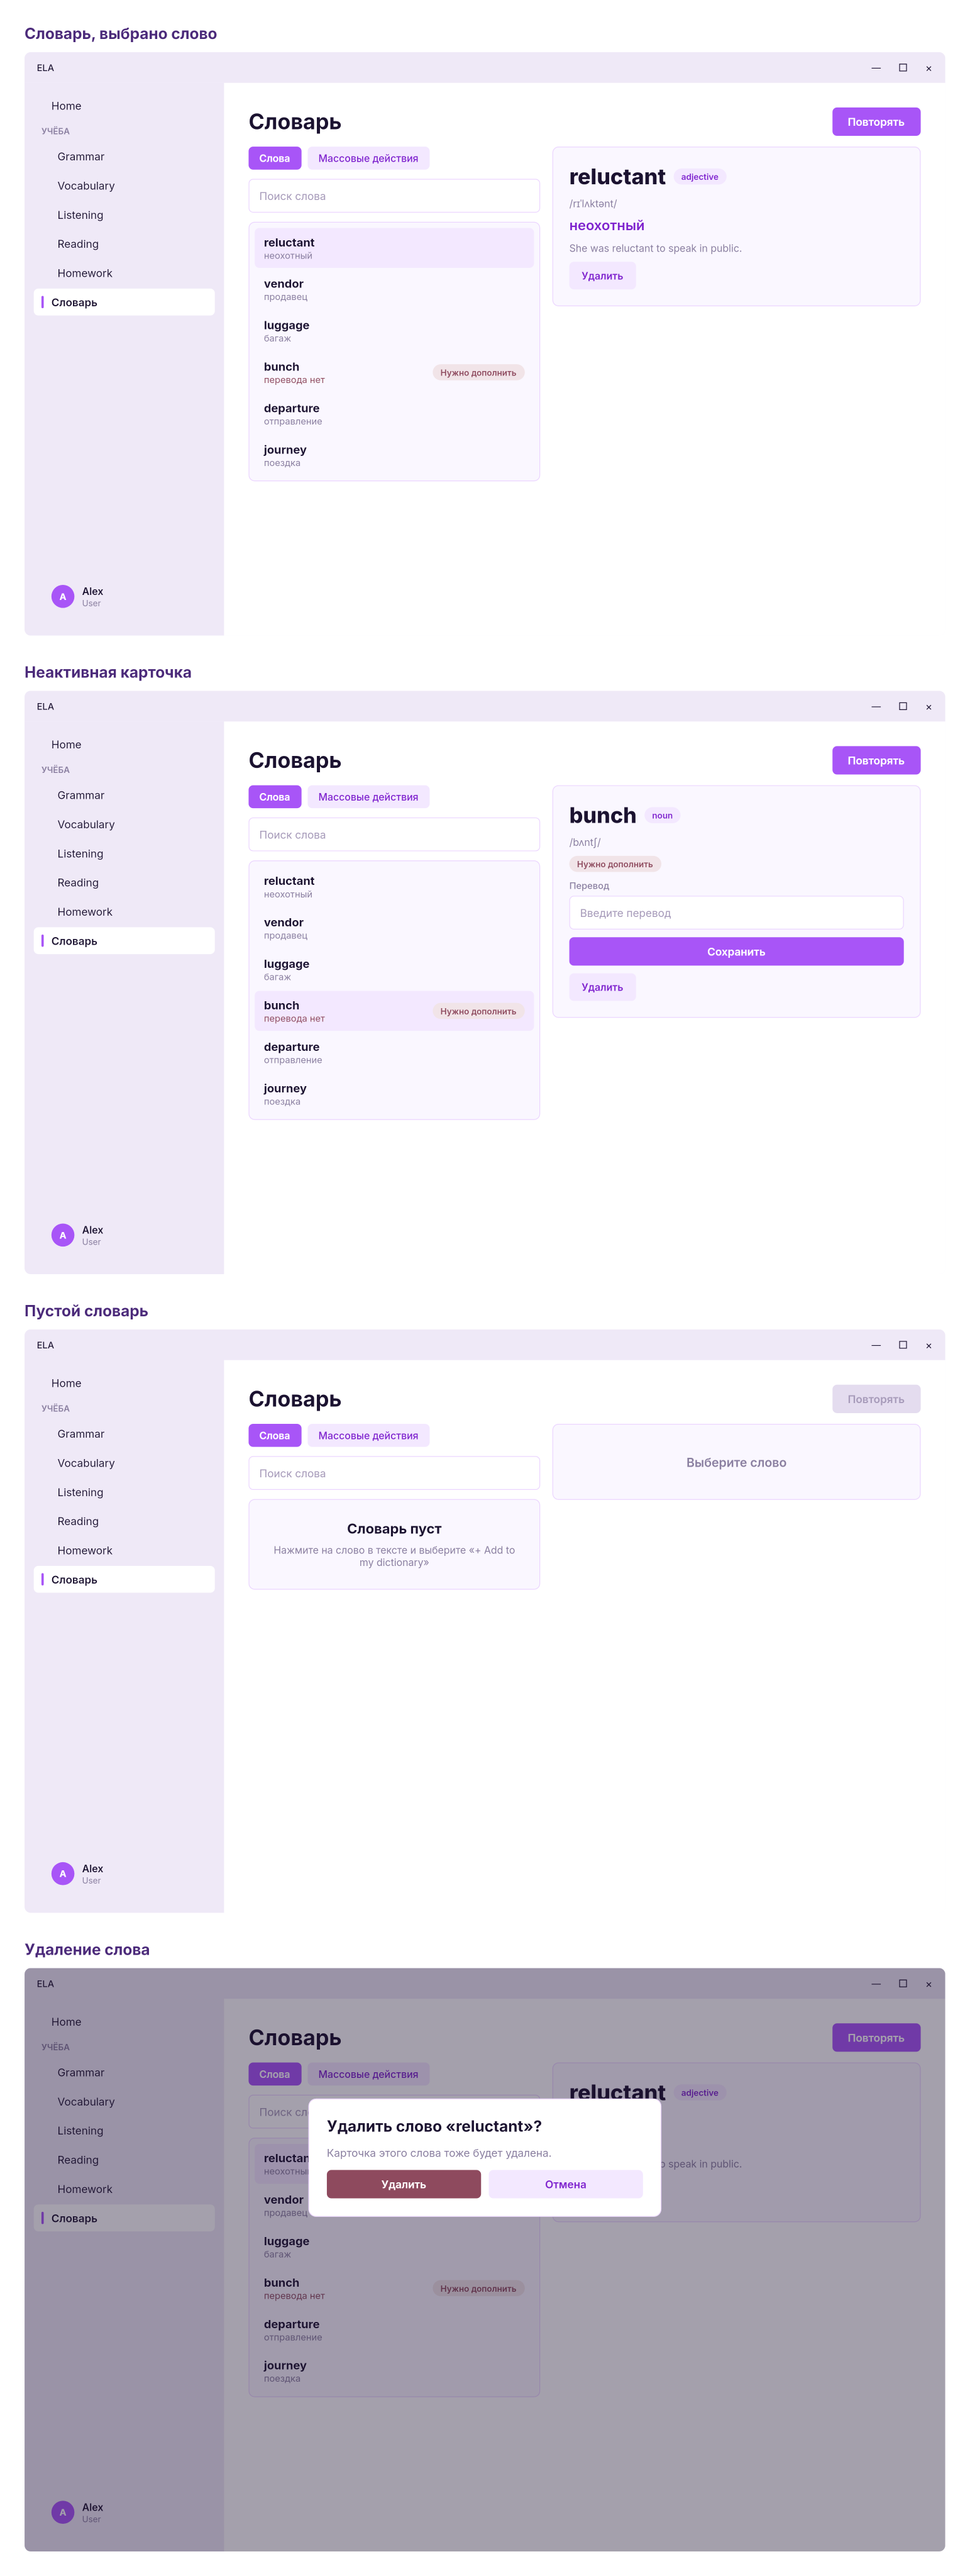 Словарь, выбрано слово
ELA
Home
УЧЁБА
Grammar
Vocabulary
Listening
Reading
Homework
Словарь
Alex
A
User
Словарь
Повторять
Слова
Массовые действия
Поиск слова
reluctant
неохотный
vendor
продавец
luggage
багаж
bunch
перевода нет
Нужно дополнить
departure
отправление
journey
поездка
reluctant adjective
/rɪˈlʌktənt/
неохотный
She was reluctant to speak in public.
Удалить
Неактивная карточка
ELA
Home
УЧЁБА
Grammar
Vocabulary
Listening
Reading
Homework
Словарь
Alex
A
User
Словарь
Повторять
Слова
Массовые действия
Поиск слова
reluctant
неохотный
vendor
продавец
luggage
багаж
bunch
перевода нет
Нужно дополнить
departure
отправление
journey
поездка
bunch noun
/bʌntʃ/
Нужно дополнить
Перевод
Введите перевод
Сохранить
Удалить
Пустой словарь
ELA
Home
УЧЁБА
Grammar
Vocabulary
Listening
Reading
Homework
Словарь
Alex
A
User
Словарь
Повторять
Слова
Массовые действия
Поиск слова
Словарь пуст
Нажмите на слово в тексте и выберите «+ Add to
my dictionary»
Выберите слово
Удаление слова
ELA
Home
УЧЁБА
Grammar
Vocabulary
Listening
Reading
Homework
Словарь
Alex
A
User
Словарь
Повторять
Слова
Массовые действия
Поиск сл
reluctan
неохотны
vendor
продавец
luggage
багаж
bunch
перевода нет
Нужно дополнить
departure
отправление
journey
поездка
reluctant adjective
speak in public.
Удалить слово «reluctant»?
Карточка этого слова тоже будет удалена.
Удалить
Отмена